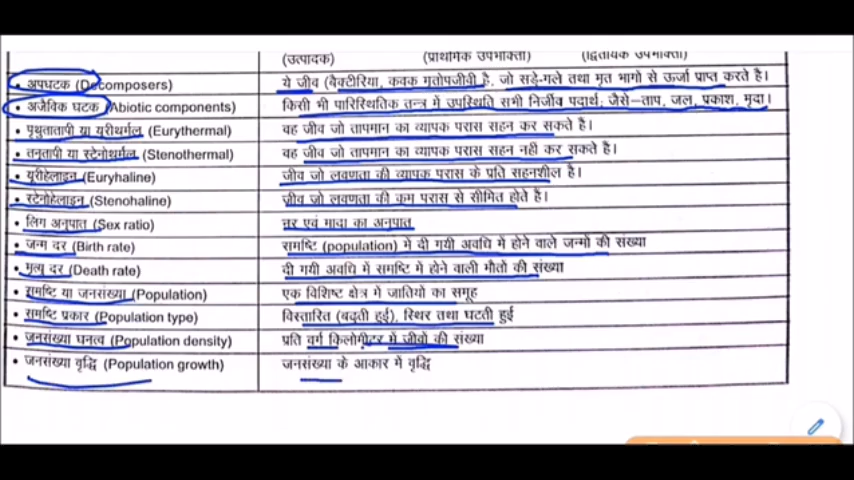 (उत्पादक) (प्राथमिक उपभोक्ता) (द्वितीयक उपभोक्ता)
• अपघटक (Decomposers) ये जीव (बैक्टीरिया, कवक मृतोपजीवी है, जो सड़े-गले तथा मृत भागो से ऊर्जा प्राप्त करते है।
• अजैविक घटक (Abiotic components) किसी भी पारिस्थितिक तन्त्र में उपस्थिति सभी निर्जीव पदार्थ, जैसे-ताप, जल, प्रकाश, मृदा।
• पृथुतापी या यूरीथर्मल (Eurythermal) वह जीव जो तापमान का व्यापक परास सहन कर सकते है।
• तनुतापी या स्टेनोथर्मल (Stenothermal) वह जीव जो तापमान का व्यापक परास सहन नही कर सकते है।
• यूरीहेलाइन (Euryhaline) जीव जो लवणता की व्यापक परास के प्रति सहनशील है।
• स्टेनोहेलाइन (Stenohaline) जीव जो लवणता की कम परास से सीमित होते है।
• लिंग अनुपात (Sex ratio) नर एवं मादा का अनुपात
• जन्म दर (Birth rate) समष्टि (population) में दी गयी अवधि में होने वाले जन्मो की संख्या
• मृत्यु दर (Death rate) दी गयी अवधि में समष्टि में होने वाली मौतो की संख्या
• समष्टि या जनसंख्या (Population) एक विशिष्ट क्षेत्र मे जातियों का समूह
• समष्टि प्रकार (Population type) विस्तारित (बढ़ती हुई), स्थिर तथा घटती हुई
• जनसंख्या घनत्व (Population density) प्रति वर्ग किलोमीटर में जीवो की संख्या
• जनसंख्या वृद्धि (Population growth) जनसंख्या के आकार में वृद्धि